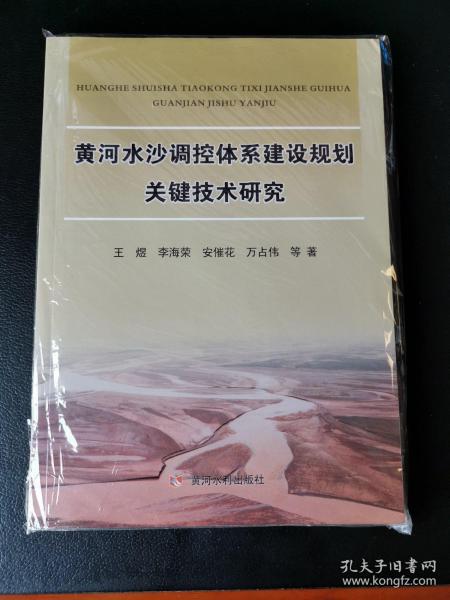 HUANGHE SHUISHA TIAOKONG TIXI JIANSHE GUIHUA
GUANJIAN JISHU YANJIU
黄河水沙调控体系建设规划
关键技术研究
王 煜 李海荣 安催花 万占伟 等 著
黄河水利出版社
孔夫子旧书网
www.kongfz.com